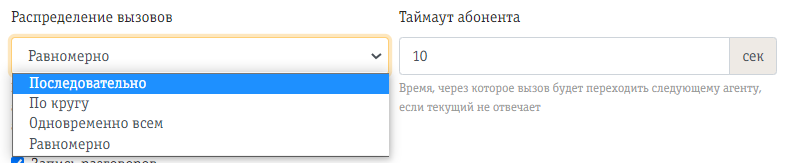 Распределение вызовов
Таймаут абонента
Равномерно
10
сек
Последовательно
По кругу
Одновременно всем
Равномерно
Время, через которое вызов будет переходить следующему агенту,
если текущий не отвечает
Запись разговоров